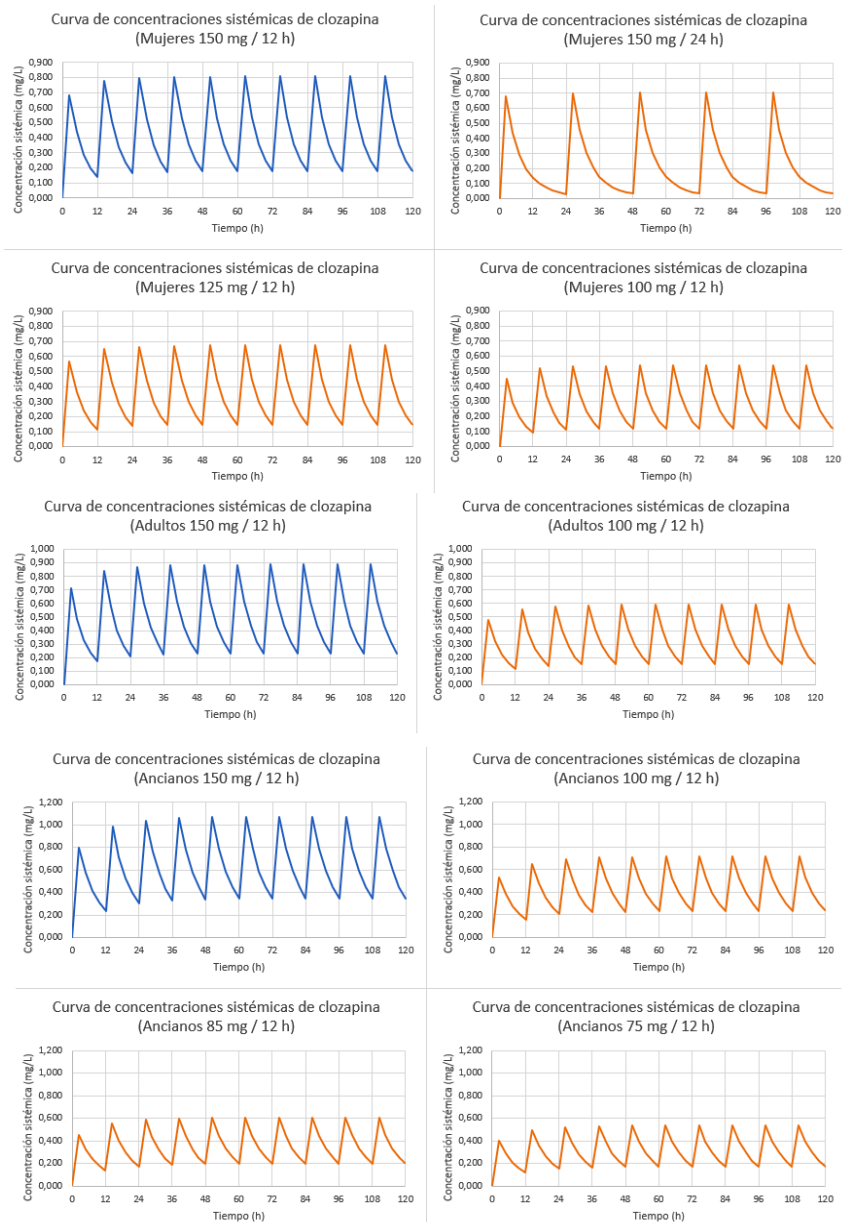 Curva de concentraciones sistémicas de clozapina
(Mujeres 150 mg / 12 h)
Concentración sistémica (mg/L)
0,900
0,800
0,700
0,600
0,500
0,400
0,300
0,200
0,100
0,000
0 12 24 36 48 60 72 84 96 108 120
Tiempo (h)
Curva de concentraciones sistémicas de clozapina
(Mujeres 150 mg / 24 h)
Concentración sistémica (mg/L)
0,900
0,800
0,700
0,600
0,500
0,400
0,300
0,200
0,100
0,000
0 12 24 36 48 60 72 84 96 108 120
Tiempo (h)
Curva de concentraciones sistémicas de clozapina
(Mujeres 125 mg / 12 h)
Concentración sistémica (mg/L)
0,900
0,800
0,700
0,600
0,500
0,400
0,300
0,200
0,100
0,000
0 12 24 36 48 60 72 84 96 108 120
Tiempo (h)
Curva de concentraciones sistémicas de clozapina
(Mujeres 100 mg / 12 h)
Concentración sistémica (mg/L)
0,900
0,800
0,700
0,600
0,500
0,400
0,300
0,200
0,100
0,000
0 12 24 36 48 60 72 84 96 108 120
Tiempo (h)
Curva de concentraciones sistémicas de clozapina
(Adultos 150 mg / 12 h)
Concentración sistémica (mg/L)
1,000
0,900
0,800
0,700
0,600
0,500
0,400
0,300
0,200
0,100
0,000
0 12 24 36 48 60 72 84 96 108 120
Tiempo (h)
Curva de concentraciones sistémicas de clozapina
(Adultos 100 mg / 12 h)
Concentración sistémica (mg/L)
1,000
0,900
0,800
0,700
0,600
0,500
0,400
0,300
0,200
0,100
0,000
0 12 24 36 48 60 72 84 96 108 120
Tiempo (h)
Curva de concentraciones sistémicas de clozapina
(Ancianos 150 mg / 12 h)
Concentración sistémica (mg/L)
1,200
1,000
0,800
0,600
0,400
0,200
0,000
0 12 24 36 48 60 72 84 96 108 120
Tiempo (h)
Curva de concentraciones sistémicas de clozapina
(Ancianos 100 mg / 12 h)
Concentración sistémica (mg/L)
1,200
1,000
0,800
0,600
0,400
0,200
0,000
0 12 24 36 48 60 72 84 96 108 120
Tiempo (h)
Curva de concentraciones sistémicas de clozapina
(Ancianos 85 mg / 12 h)
Concentración sistémica (mg/L)
1,200
1,000
0,800
0,600
0,400
0,200
0,000
0 12 24 36 48 60 72 84 96 108 120
Tiempo (h)
Curva de concentraciones sistémicas de clozapina
(Ancianos 75 mg / 12 h)
Concentración sistémica (mg/L)
1,200
1,000
0,800
0,600
0,400
0,200
0,000
0 12 24 36 48 60 72 84 96 108 120
Tiempo (h)